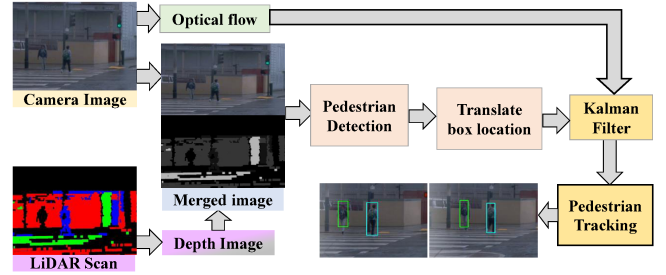 Optical flow
Camera Image
Pedestrian
Detection
Translate
box location
Kalman
Filter
Merged image
LiDAR Scan
Depth Image
Pedestrian
Tracking